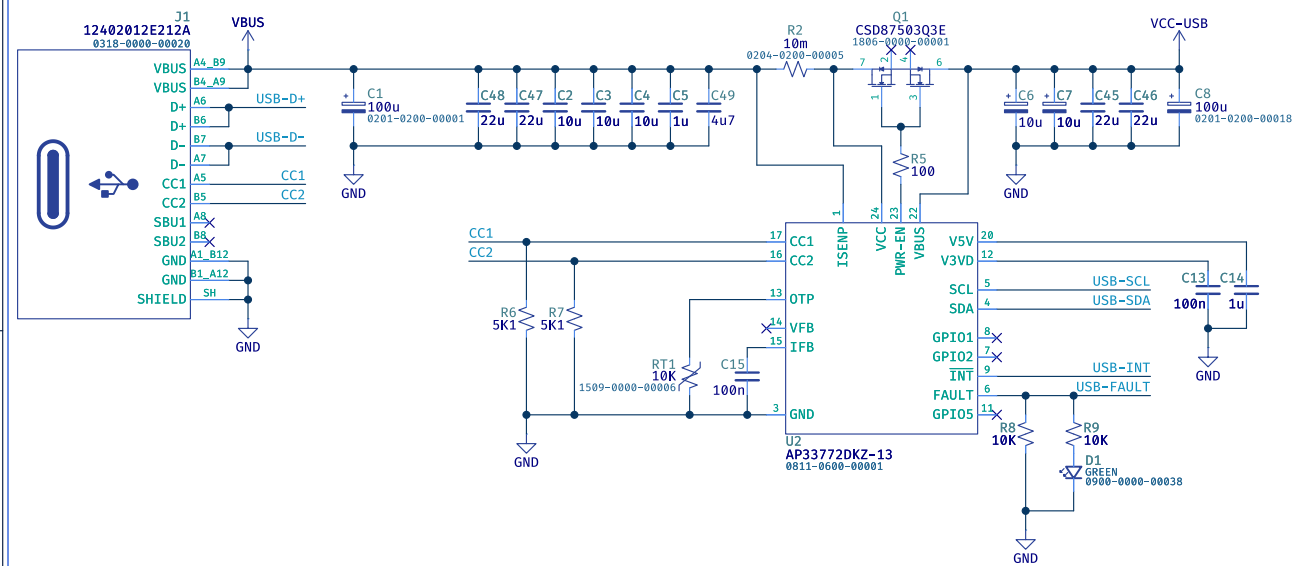 J1
12402012E212A
0318-0000-00020
VBUS
VBUS A4_B9
VBUS B4_A9
D+ A6 USB-D+
D+ B6
D- B7 USB-D-
D- A7
CC1 A5 CC1
CC2 B5 CC2
SBU1 A8
SBU2 B8
GND A1_B12
GND B1_A12
SHIELD SH
GND
C1
100u
0201-0200-00001
GND
C48
22u
C47
22u
C2
10u
C3
10u
C4
10u
C5
1u
C49
4u7
R2
10m
0204-0200-00005
Q1
CSD87503Q3E
1806-0000-00001
7 2 4 6
1 3
R5
100
VCC-USB
C6
10u
C7
10u
C45
22u
C46
22u
C8
100u
0201-0200-00018
GND
CC1
CC2
R6
5K1
R7
5K1
RT1
10K
1509-0000-00006
C15
100n
GND
1 ISENP
24 VCC
23 PWR-EN
22 VBUS
17 CC1
16 CC2
13 OTP
14 VFB
15 IFB
3 GND
V5V 20
V3VD 12
SCL 5 USB-SCL
SDA 4 USB-SDA
GPIO1 8
GPIO2 7
INT 9 USB-INT
FAULT 6 USB-FAULT
GPIO5 11
U2
AP33772DKZ-13
0811-0600-00001
C13
100n
C14
1u
GND
R8
10K
R9
10K
D1
GREEN
0900-0000-00038
GND